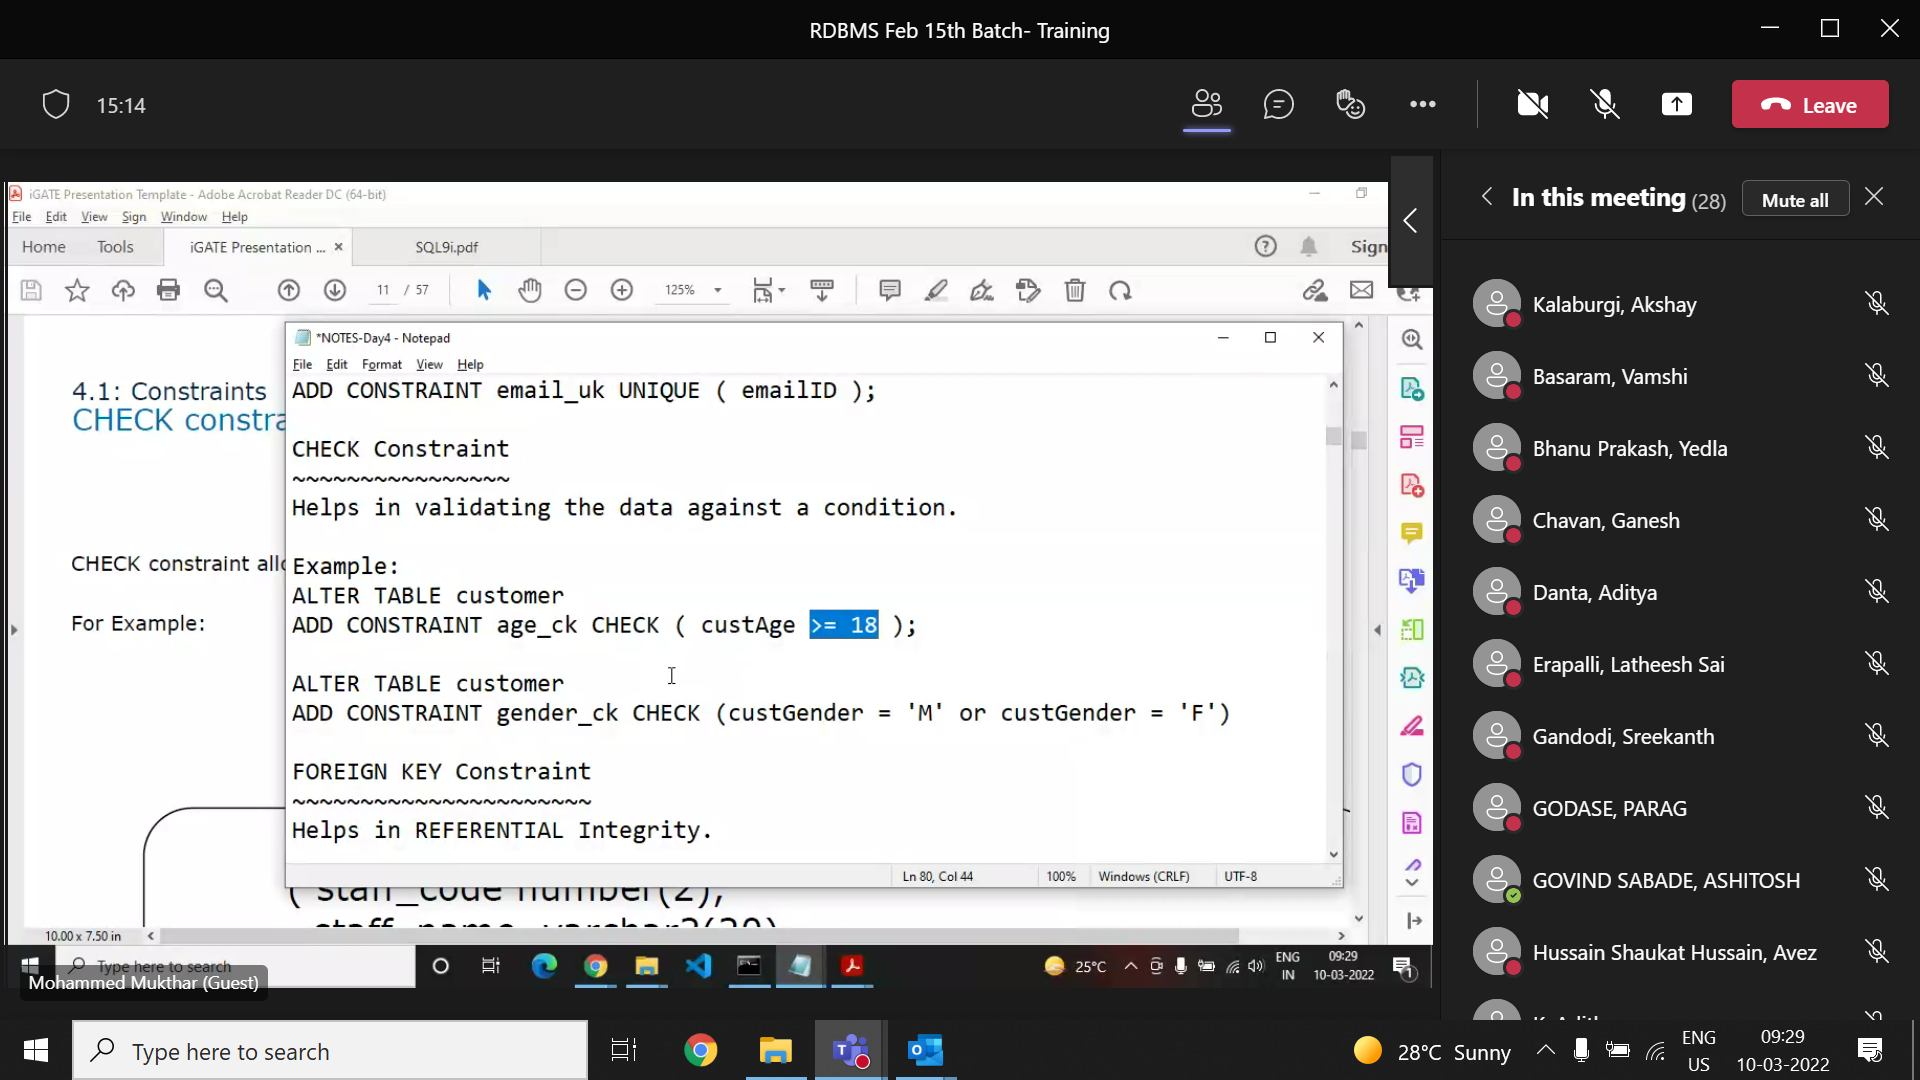 RDBMS Feb 15th Batch- Training
15:14
Leave
iGATE Presentation Template - Adobe Acrobat Reader DC (64-bit)
File Edit View Sign Window Help
Home Tools iGATE Presentation ... × SQL9i.pdf Sign
11 / 57 125%
4.1: Constraints
CHECK constra
CHECK constraint all
For Example:
*NOTES-Day4 - Notepad
File Edit Format View Help
ADD CONSTRAINT email_uk UNIQUE ( emailID );
CHECK Constraint
~~~~~~~~~~~~~~~~
Helps in validating the data against a condition.
Example:
ALTER TABLE customer
ADD CONSTRAINT age_ck CHECK ( custAge >= 18 );
ALTER TABLE customer
ADD CONSTRAINT gender_ck CHECK (custGender = 'M' or custGender = 'F')
FOREIGN KEY Constraint
~~~~~~~~~~~~~~~~~~~~~~
Helps in REFERENTIAL Integrity.
Ln 80, Col 44 100% Windows (CRLF) UTF-8
( staff_code number(2),
staff_name varchar2(20)
10.00 x 7.50 in
Type here to search
25°C ENG IN 09:29 10-03-2022 1
Mohammed Mukthar (Guest)
In this meeting (28) Mute all
Kalaburgi, Akshay
Basaram, Vamshi
Bhanu Prakash, Yedla
Chavan, Ganesh
Danta, Aditya
Erapalli, Latheesh Sai
Gandodi, Sreekanth
GODASE, PARAG
GOVIND SABADE, ASHITOSH
Hussain Shaukat Hussain, Avez
Type here to search
28°C Sunny ENG US 09:29 10-03-2022